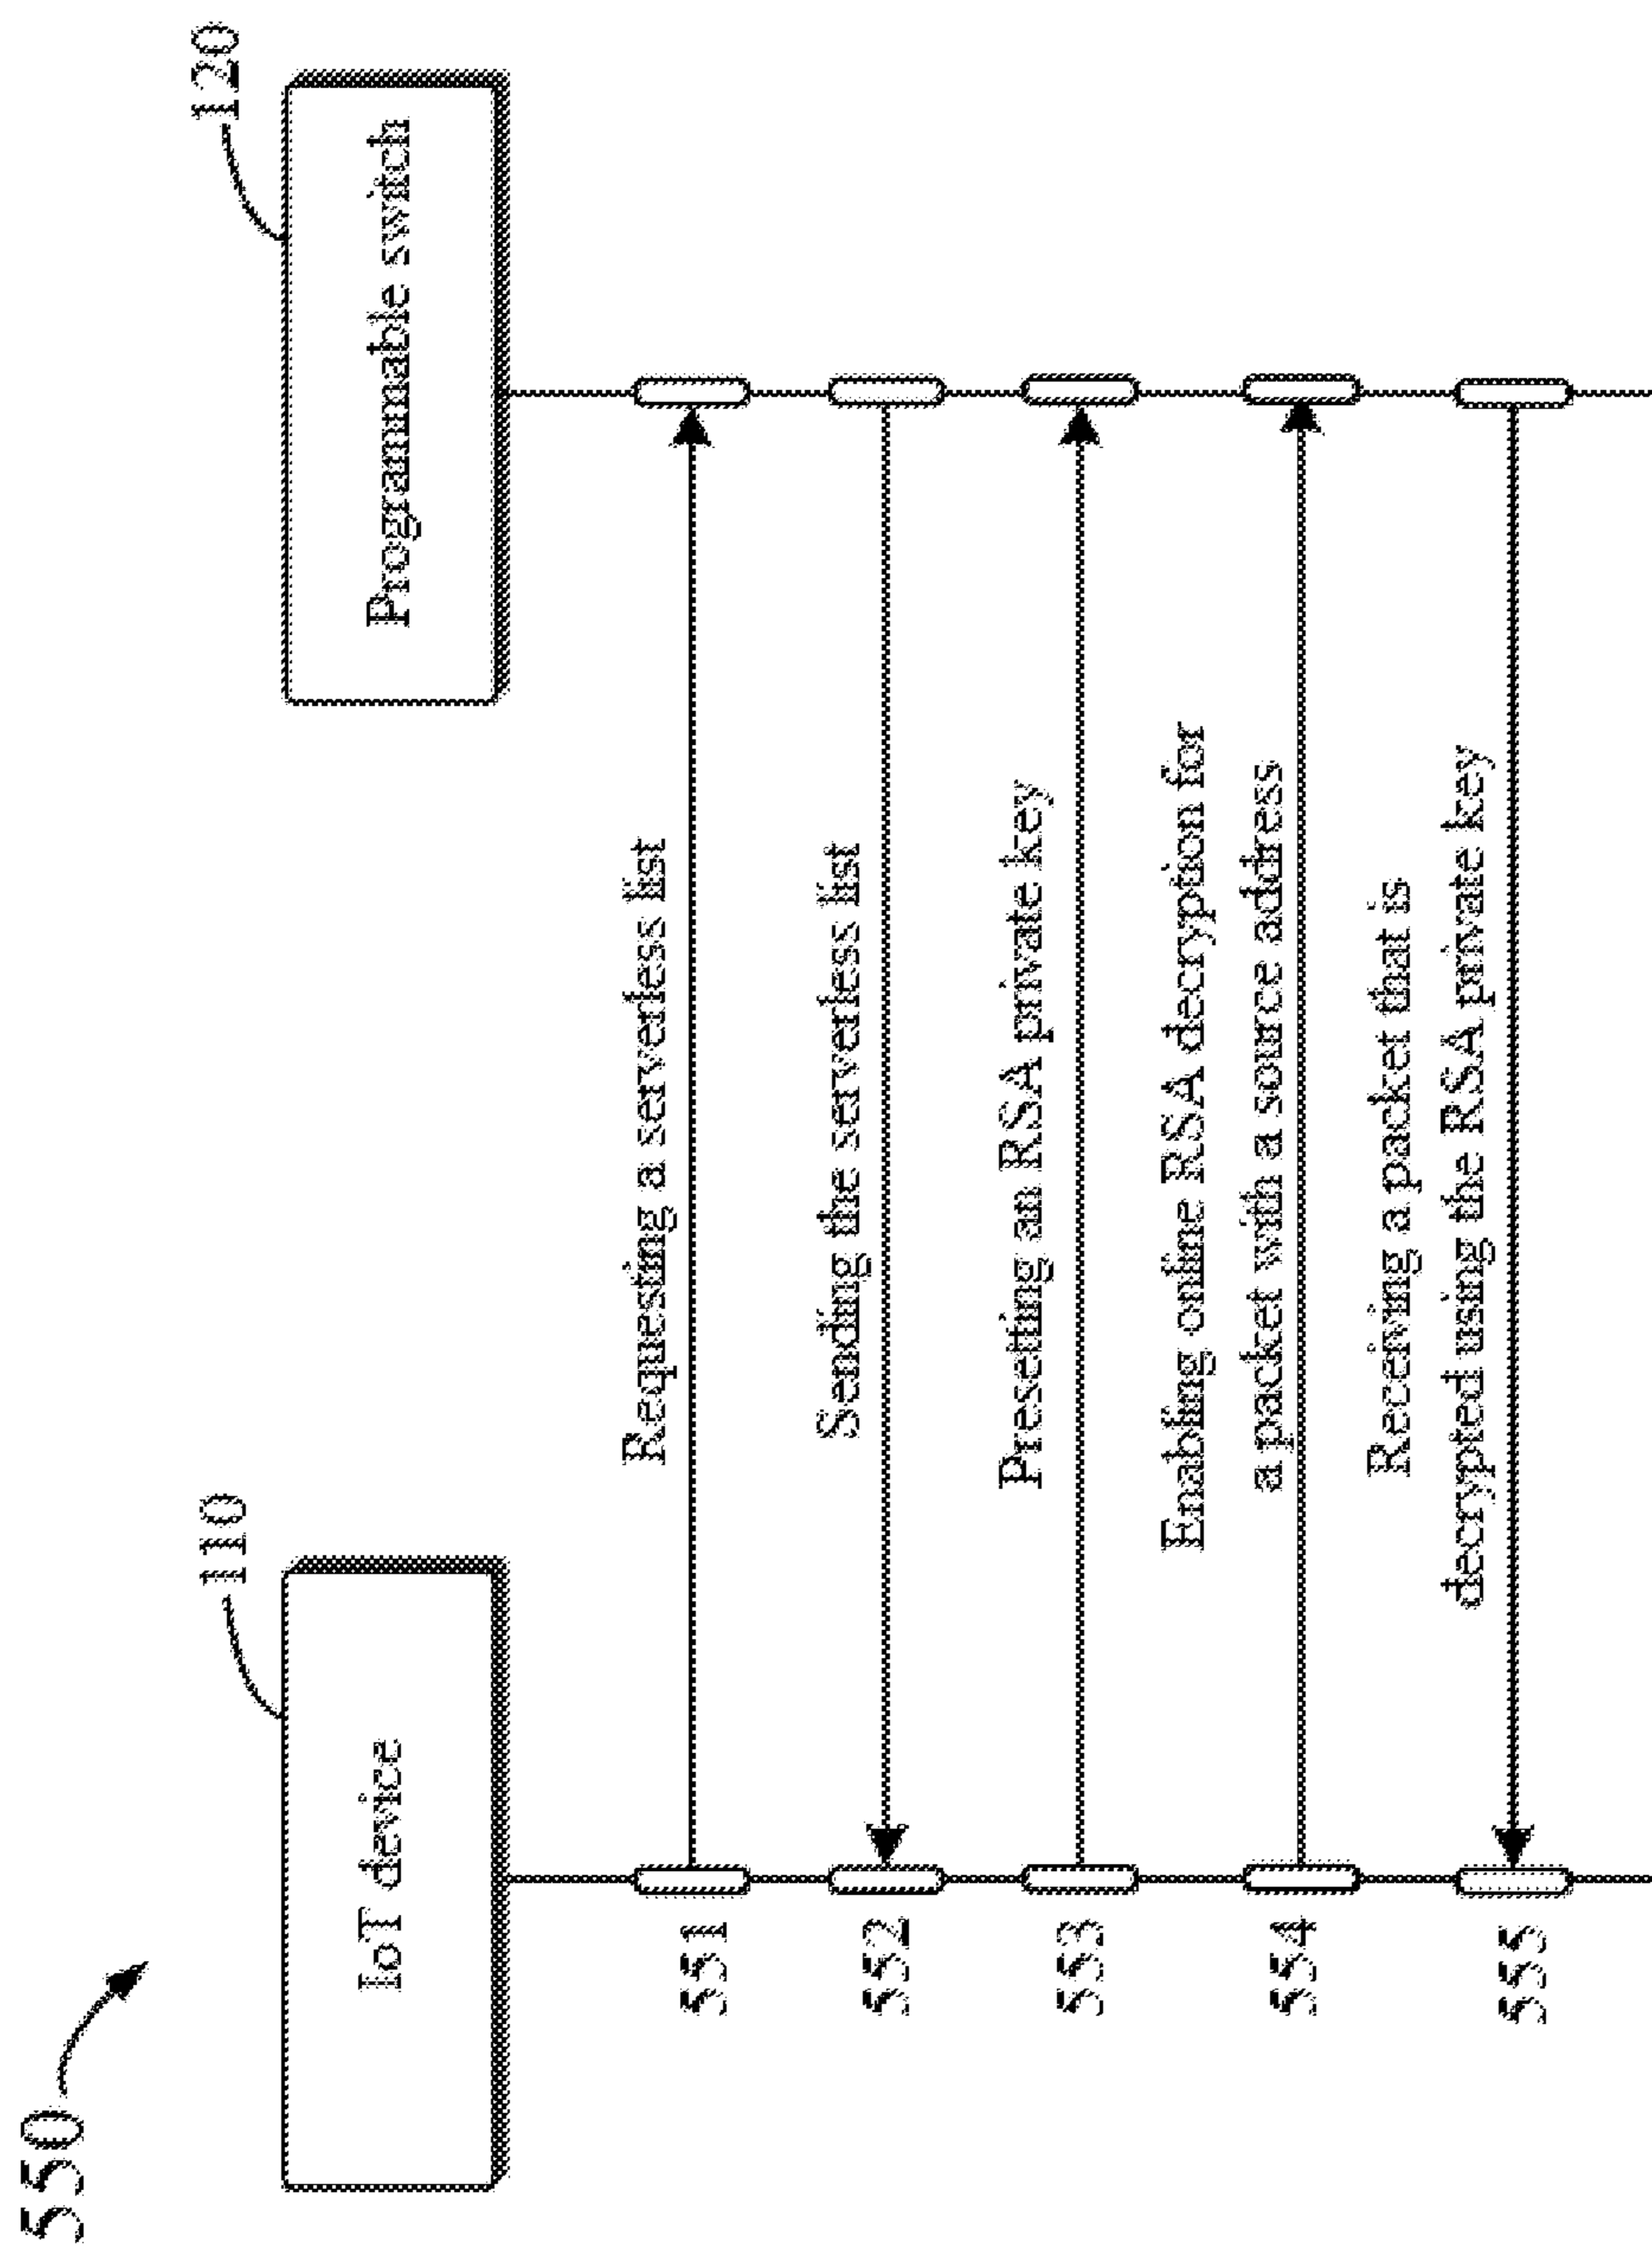 550
110
120
IoT device
Programmable switch
551
Requesting a serverless list
552
Sending the serverless list
553
Presetting an RSA private key
554
Enabling online RSA decryption for
a packet with a source address
555
Receiving a packet that is
decrypted using the RSA private key